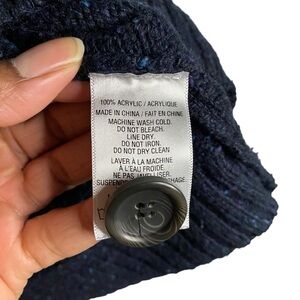 100% ACRYLIC / ACRYLIQUE
MADE IN CHINA / FAIT EN CHINE
MACHINE WASH COLD.
DO NOT BLEACH.
LINE DRY.
DO NOT IRON.
DO NOT DRY CLEAN
LAVER À LA MACHINE
À L'EAU FROIDE.
NE PAS